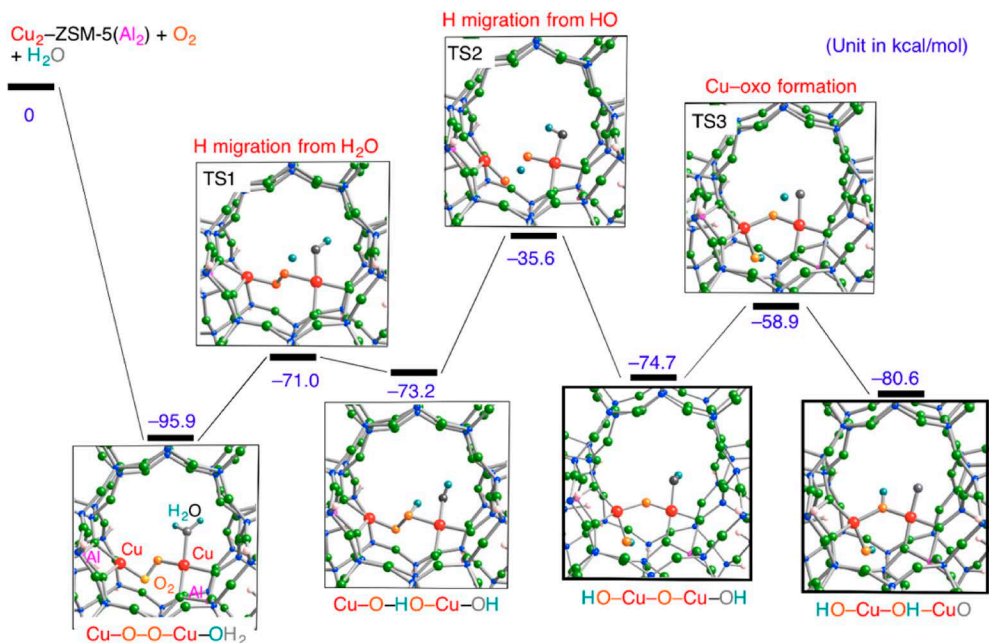 Cu₂–ZSM-5(Al₂) + O₂
+ H₂O
0
H migration from H₂O
TS1
−71.0
H migration from HO
TS2
−35.6
(Unit in kcal/mol)
Cu–oxo formation
TS3
−58.9
−95.9
−73.2
−74.7
−80.6
H₂O
Al
Cu
Cu
O₂
Al
Cu–O–O–Cu–OH₂
Cu–O–HO–Cu–OH
HO–Cu–O–Cu–OH
HO–Cu–OH–CuO